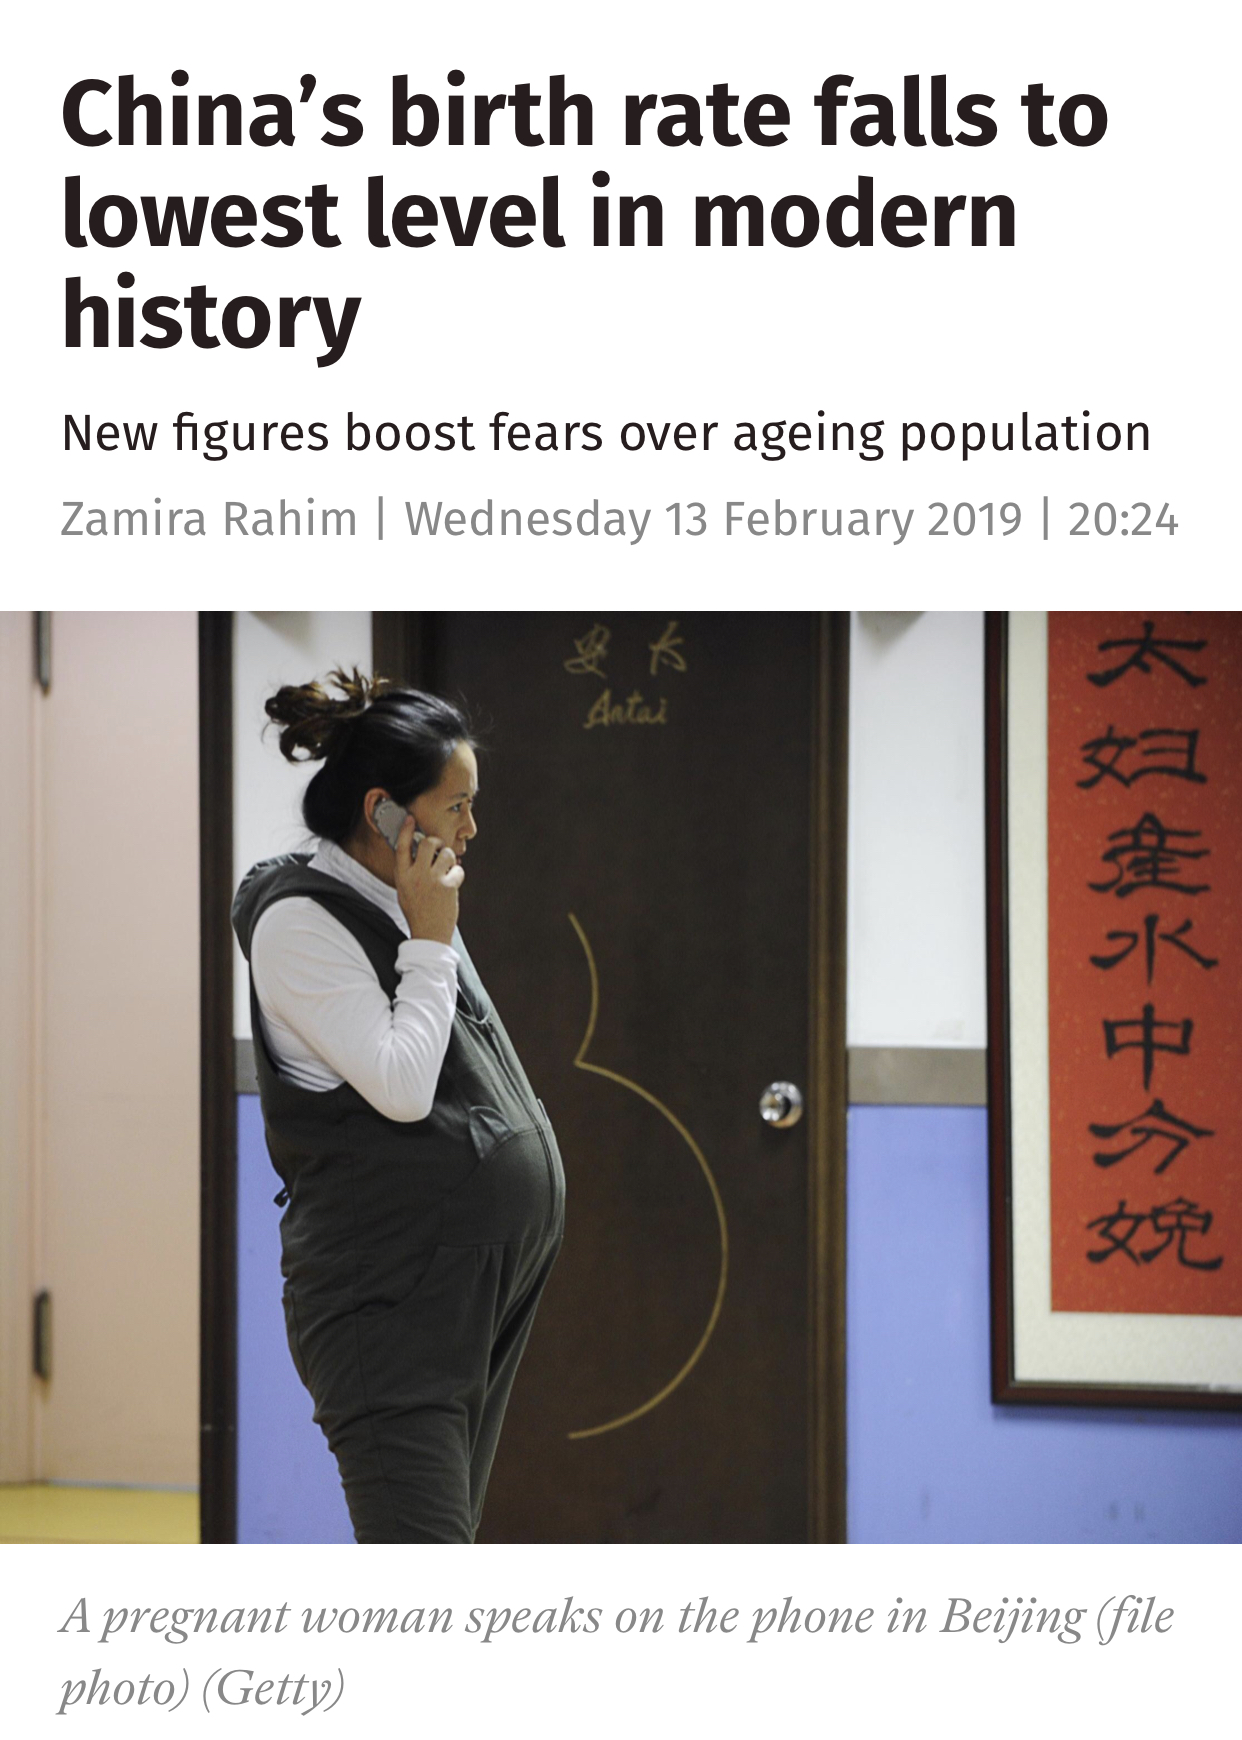 China’s birth rate falls to
lowest level in modern
history
New figures boost fears over ageing population
Zamira Rahim | Wednesday 13 February 2019 | 20:24
安太
Antai
太
妇
産
水
中
分
娩
A pregnant woman speaks on the phone in Beijing (file
photo) (Getty)